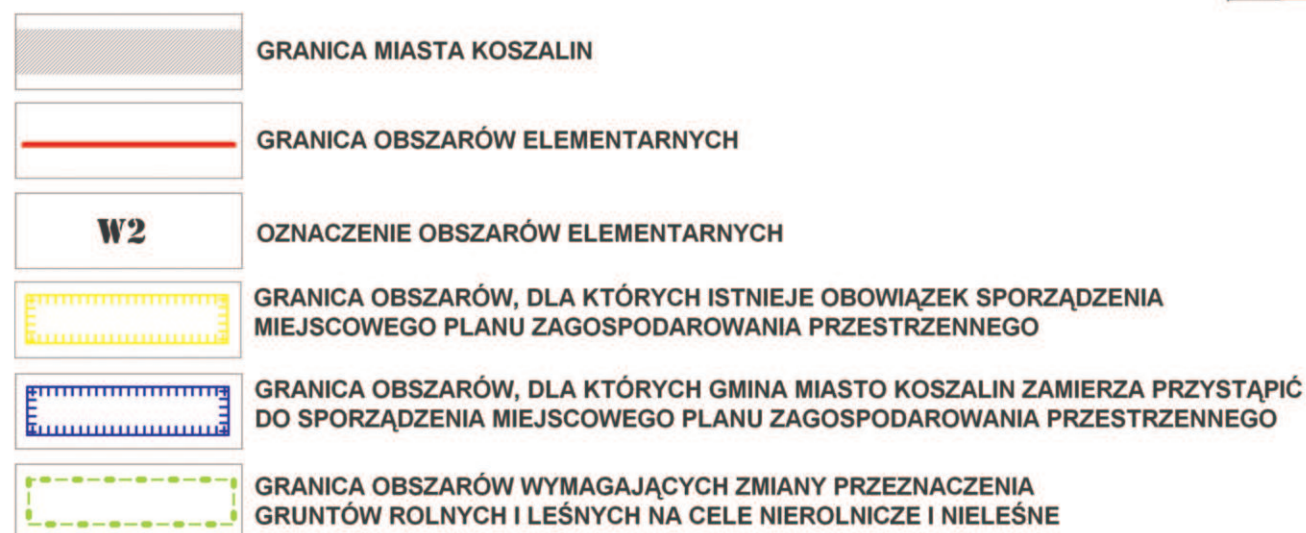 GRANICA MIASTA KOSZALIN
GRANICA OBSZARÓW ELEMENTARNYCH
W2
OZNACZENIE OBSZARÓW ELEMENTARNYCH
GRANICA OBSZARÓW, DLA KTÓRYCH ISTNIEJE OBOWIĄZEK SPORZĄDZENIA
MIEJSCOWEGO PLANU ZAGOSPODAROWANIA PRZESTRZENNEGO
GRANICA OBSZARÓW, DLA KTÓRYCH GMINA MIASTO KOSZALIN ZAMIERZA PRZYSTĄPIĆ
DO SPORZĄDZENIA MIEJSCOWEGO PLANU ZAGOSPODAROWANIA PRZESTRZENNEGO
GRANICA OBSZARÓW WYMAGAJĄCYCH ZMIANY PRZEZNACZENIA
GRUNTÓW ROLNYCH I LEŚNYCH NA CELE NIEROLNICZE I NIELEŚNE